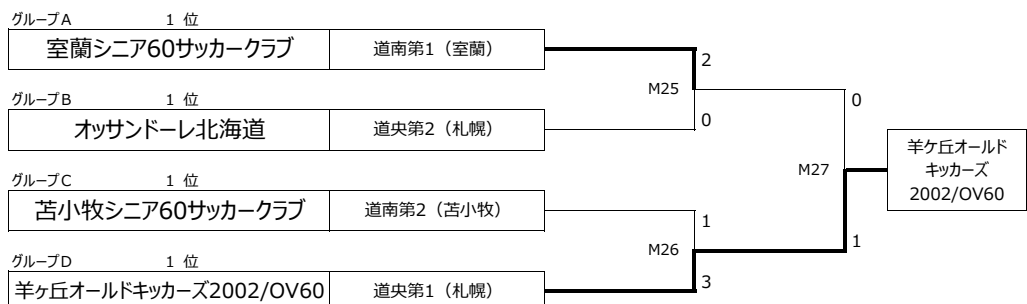 グループA 1 位
室蘭シニア60サッカークラブ 道南第1（室蘭）
2
M25
0
グループB 1 位
0
オッサンドーレ北海道 道央第2（札幌）
羊ケ丘オールド
キッカーズ
2002/OV60
M27
グループC 1 位
苫小牧シニア60サッカークラブ 道南第2（苫小牧）
1
M26
1
グループD 1 位
3
羊ヶ丘オールドキッカーズ2002/OV60 道央第1（札幌）